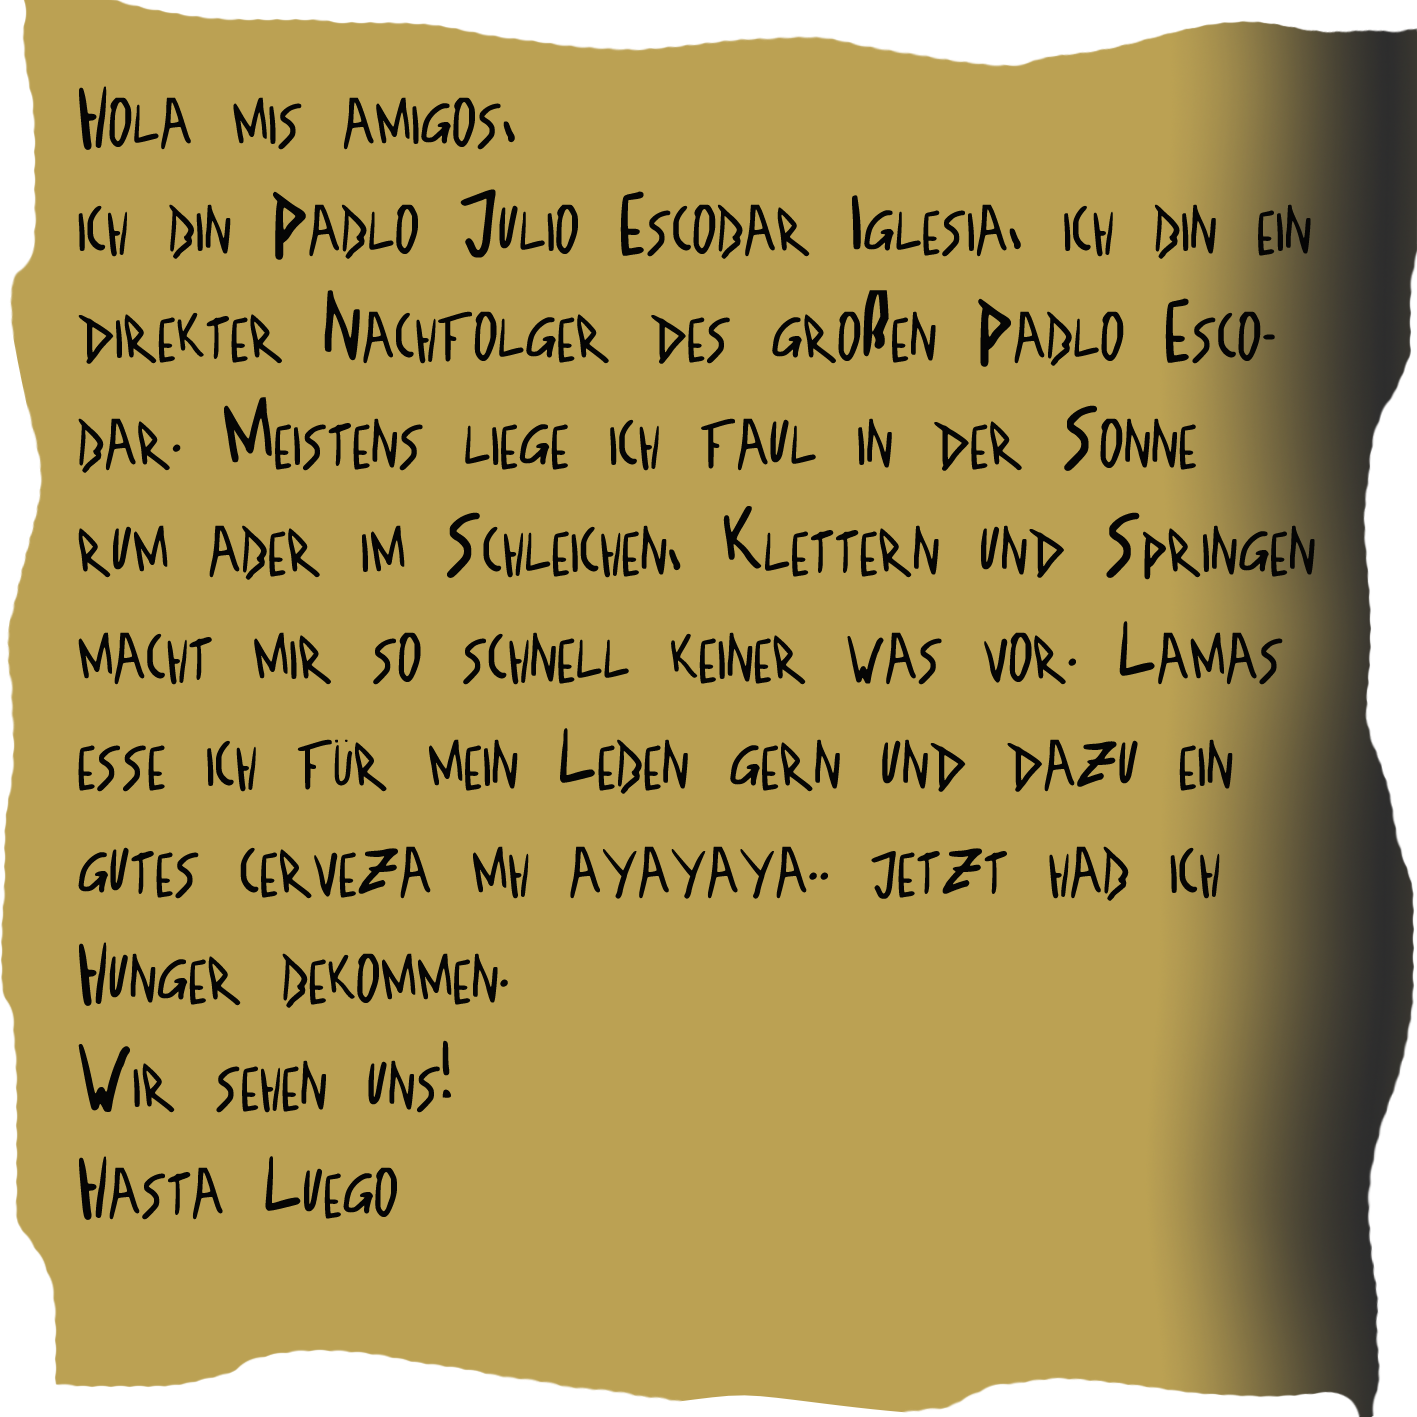 Hola mis amigos,
ich bin Pablo Julio Escobar Iglesia, ich bin ein
direkter Nachfolger des großen Pablo Esco-
bar. Meistens liege ich faul in der Sonne
rum aber im Schleichen, Klettern und Springen
macht mir so schnell keiner was vor. Lamas
esse ich für mein Leben gern und dazu ein
gutes cerveza mh ayayaya.. jetzt hab ich
Hunger bekommen.
Wir sehen uns!
Hasta Luego